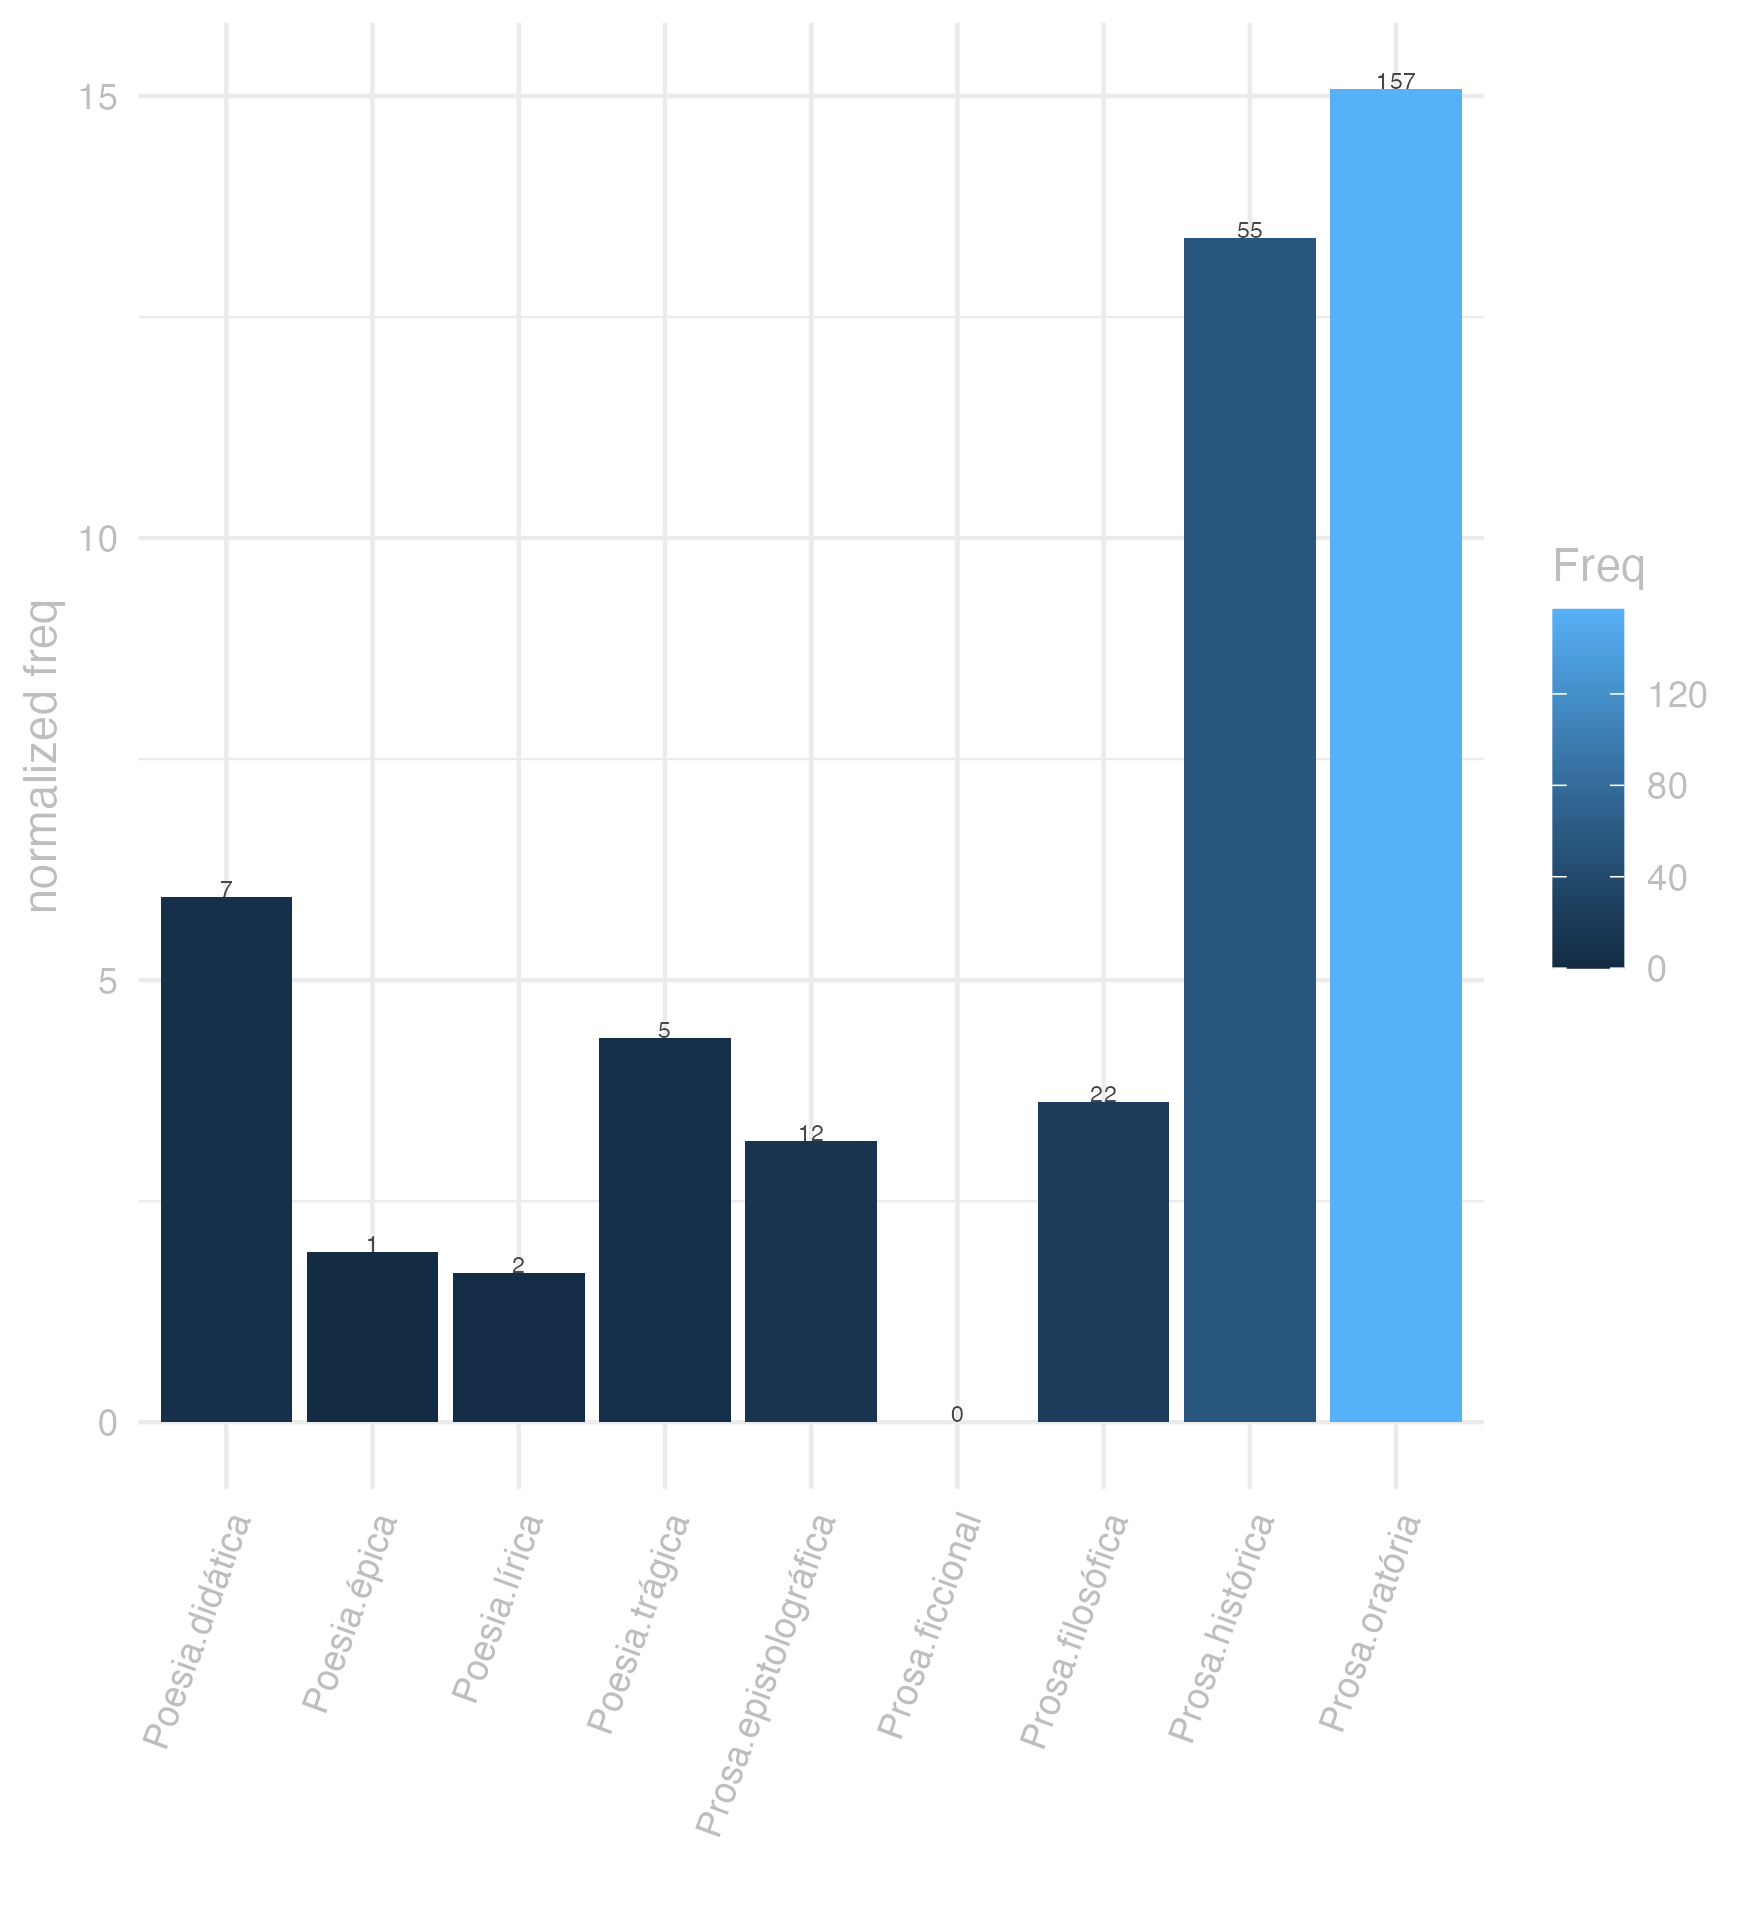 157
15
55
10
Freq
120
80
40
0
normalized freq
7
5
5
22
12
1
2
0
0
Poesia.didática
Poesia.épica
Poesia.lírica
Poesia.trágica
Prosa.epistolográfica
Prosa.ficcional
Prosa.filosófica
Prosa.histórica
Prosa.oratória